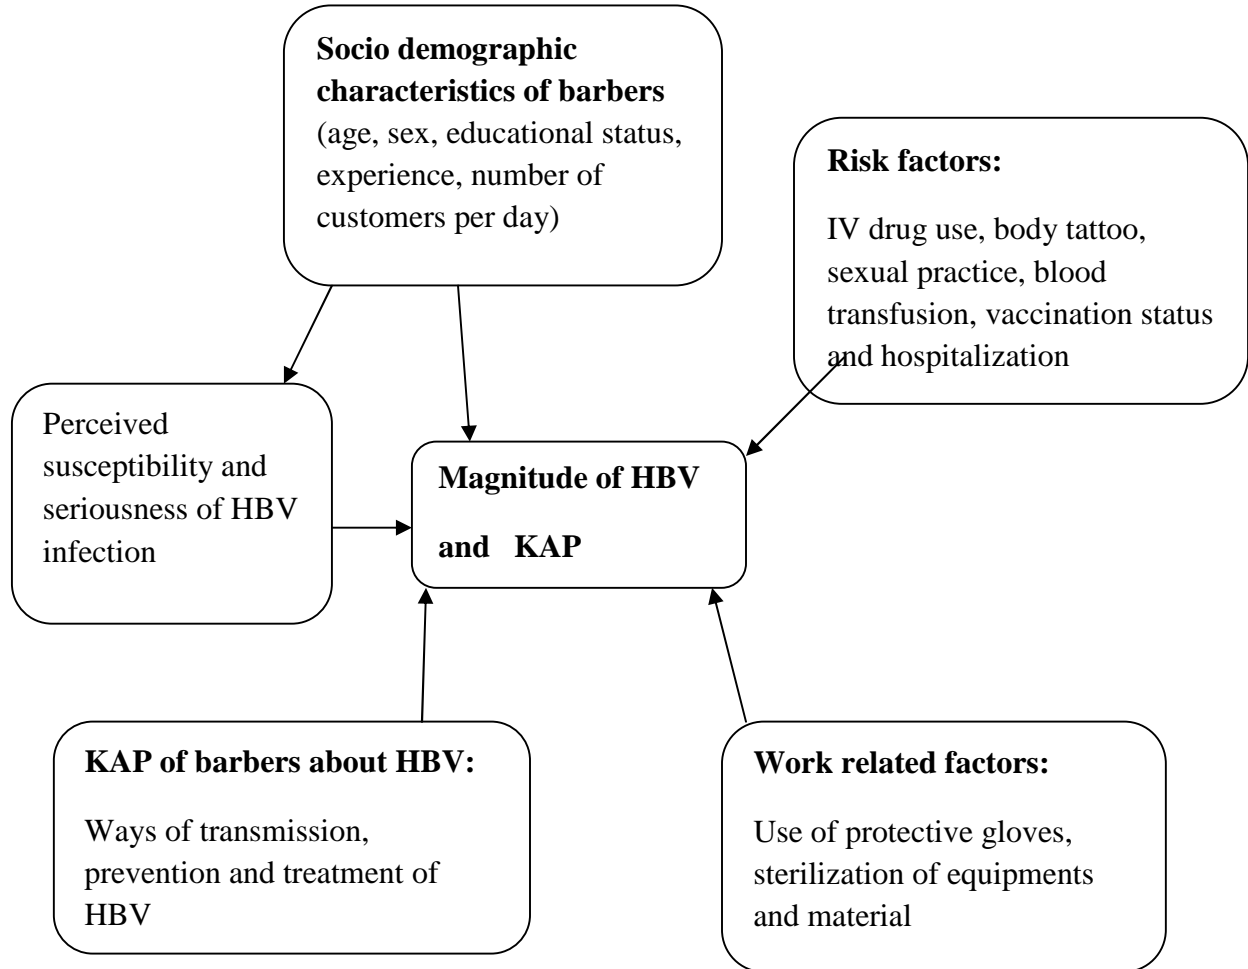 Socio demographic
characteristics of barbers
(age, sex, educational status,
experience, number of
customers per day)
Risk factors:
IV drug use, body tattoo,
sexual practice, blood
transfusion, vaccination status
and hospitalization
Perceived
susceptibility and
seriousness of HBV
infection
Magnitude of HBV
and KAP
KAP of barbers about HBV:
Ways of transmission,
prevention and treatment of
HBV
Work related factors:
Use of protective gloves,
sterilization of equipments
and material